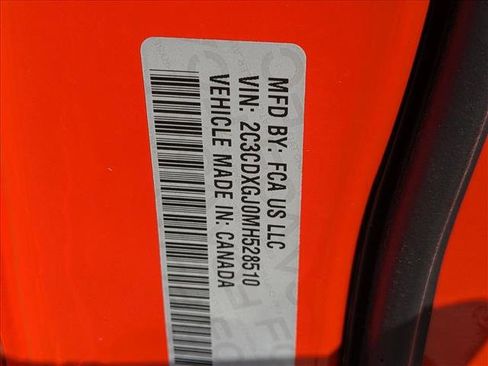 MFD BY: FCA US LLC
VIN: 2C3CDXGJ0MH528510
VEHICLE MADE IN: CANADA